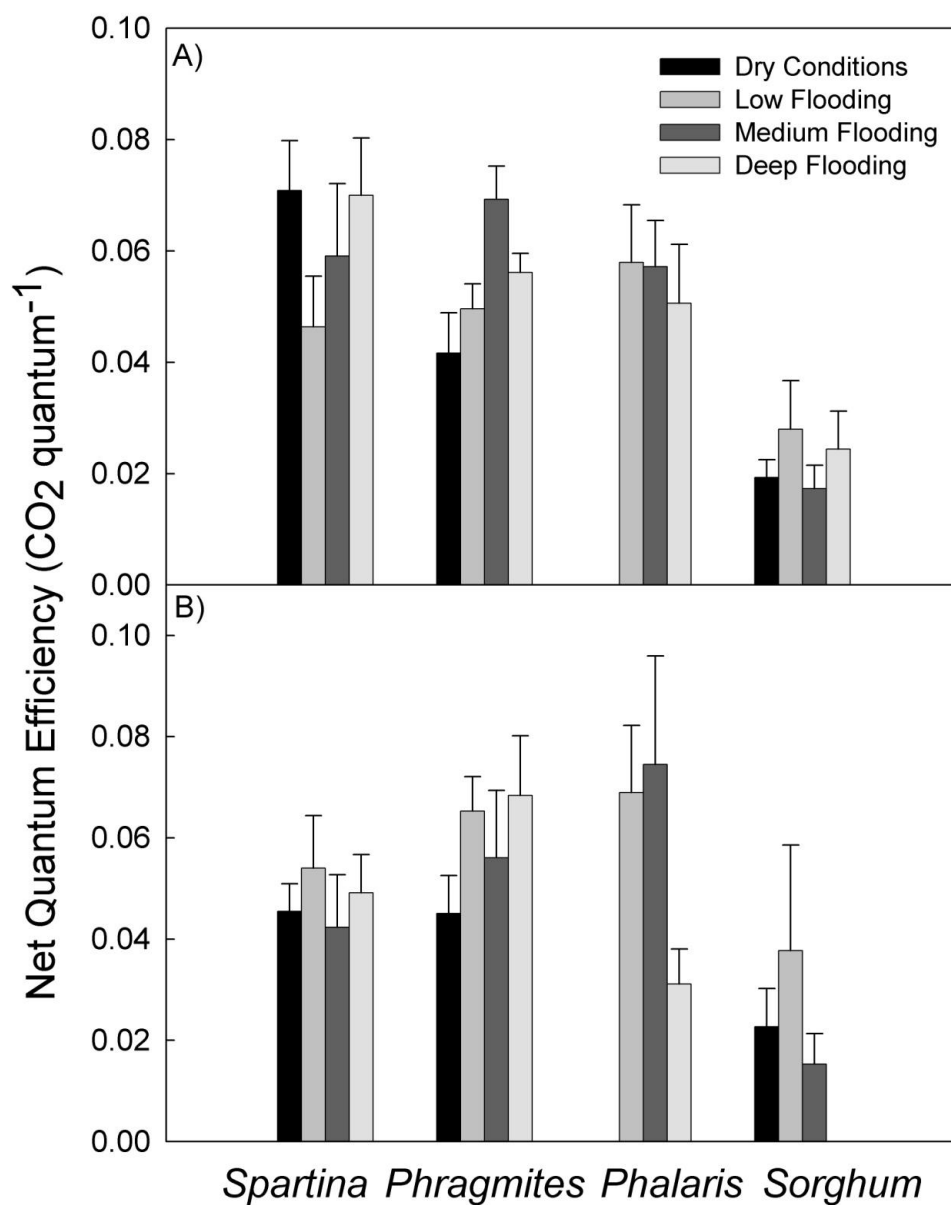 Net Quantum Efficiency (CO₂ quantum⁻¹)
A)
0.10
0.08
0.06
0.04
0.02
0.00
Dry Conditions
Low Flooding
Medium Flooding
Deep Flooding
B)
0.10
0.08
0.06
0.04
0.02
0.00
Spartina Phragmites Phalaris Sorghum